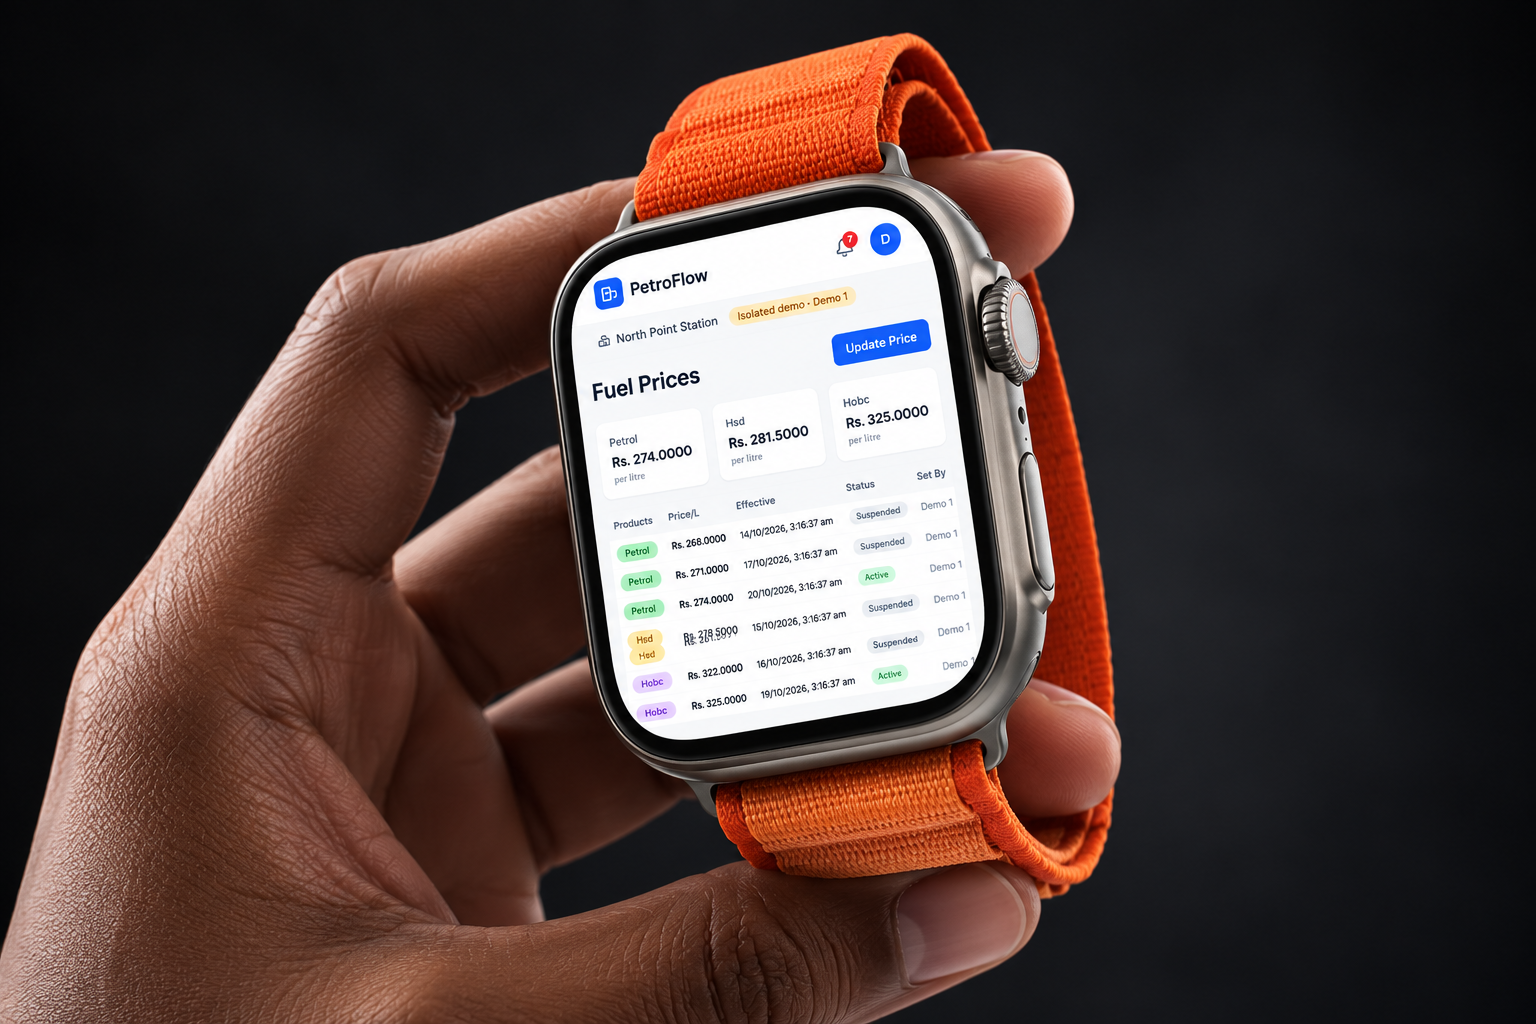 7
D
PetroFlow
North Point Station
Isolated demo · Demo 1
Update Price
Fuel Prices
Petrol
Rs. 274.0000
per litre
Hsd
Rs. 281.5000
per litre
Hobc
Rs. 325.0000
per litre
Products Price/L Effective Status Set By
Petrol Rs. 268.0000 14/10/2026, 3:16:37 am Suspended Demo 1
Petrol Rs. 271.0000 17/10/2026, 3:16:37 am Suspended Demo 1
Petrol Rs. 274.0000 20/10/2026, 3:16:37 am Active Demo 1
Hsd 15/10/2026, 3:16:37 am Suspended Demo 1
Hsd
Hobc Rs. 322.0000 16/10/2026, 3:16:37 am Suspended Demo 1
Hobc Rs. 325.0000 19/10/2026, 3:16:37 am Active Demo 1